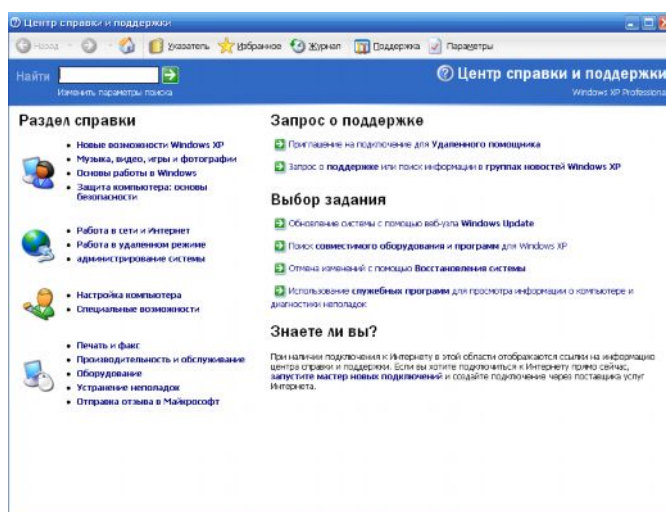 Центр справки и поддержки
Назад
Указатель
Избранное
Журнал
Поддержка
Параметры
Найти
Изменить параметры поиска
Центр справки и поддержки
Windows XP Professional
Раздел справки
Новые возможности Windows XP
Музыка, видео, игры и фотографии
Основы работы в Windows
Защита компьютера: основы
безопасности
Работа в сети и Интернет
Работа в удаленном режиме
администрирование системы
Настройка компьютера
Специальные возможности
Печать и факс
Производительность и обслуживание
Оборудование
Устранение неполадок
Отправка отзыва в Майкрософт
Запрос о поддержке
Приглашение на подключение для Удаленного помощника
Запрос о поддержке или поиск информации в группах новостей Windows XP
Выбор задания
Обновление системы с помощью веб-узла Windows Update
Поиск совместимого оборудования и программ для Windows XP
Отмена изменений с помощью Восстановления системы
Использование служебных программ для просмотра информации о компьютере и
диагностики неполадок
Знаете ли вы?
При наличии подключения к Интернету в этой области отображаются ссылки на информацию
центра справки и поддержки. Если вы хотите подключиться к Интернету прямо сейчас,
запустите мастер новых подключений и создайте подключение через поставщика услуг
Интернета.